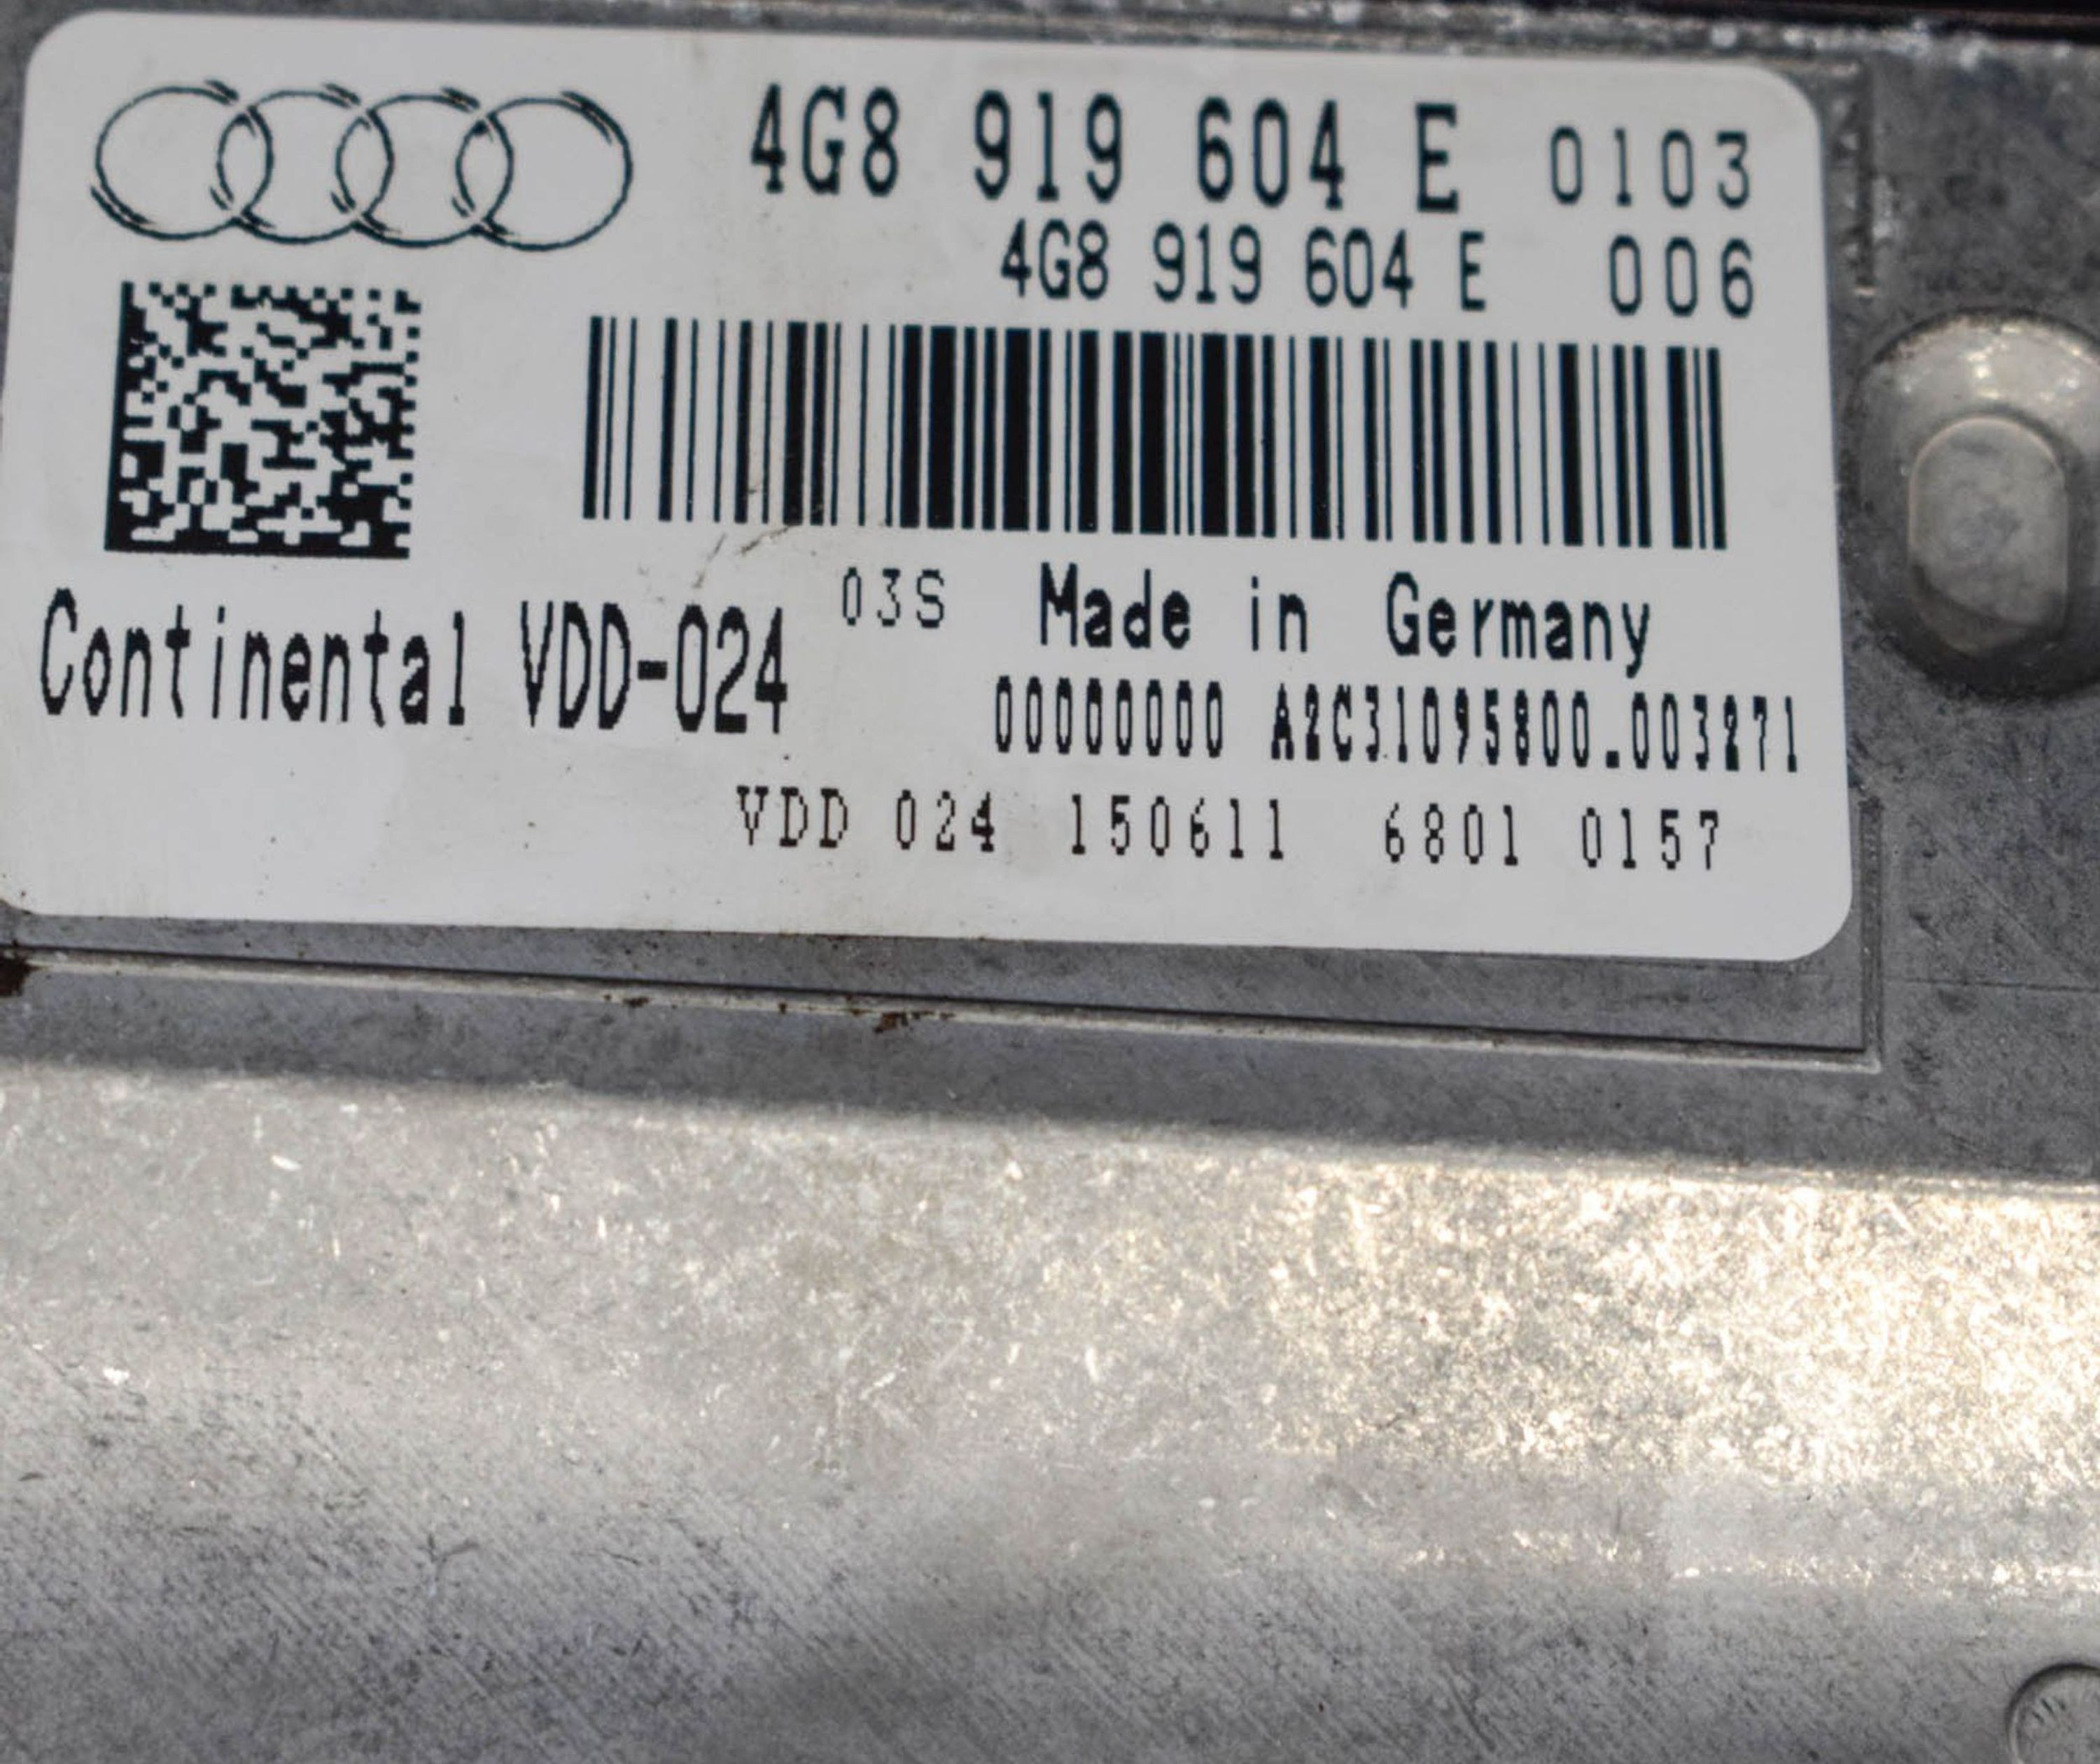 4G8 919 604 E 0103
4G8 919 604 E 006
03S Made in Germany
Continental VDD-024
00000000 A2C31095800.003271
VDD 024 150611 6801 0157